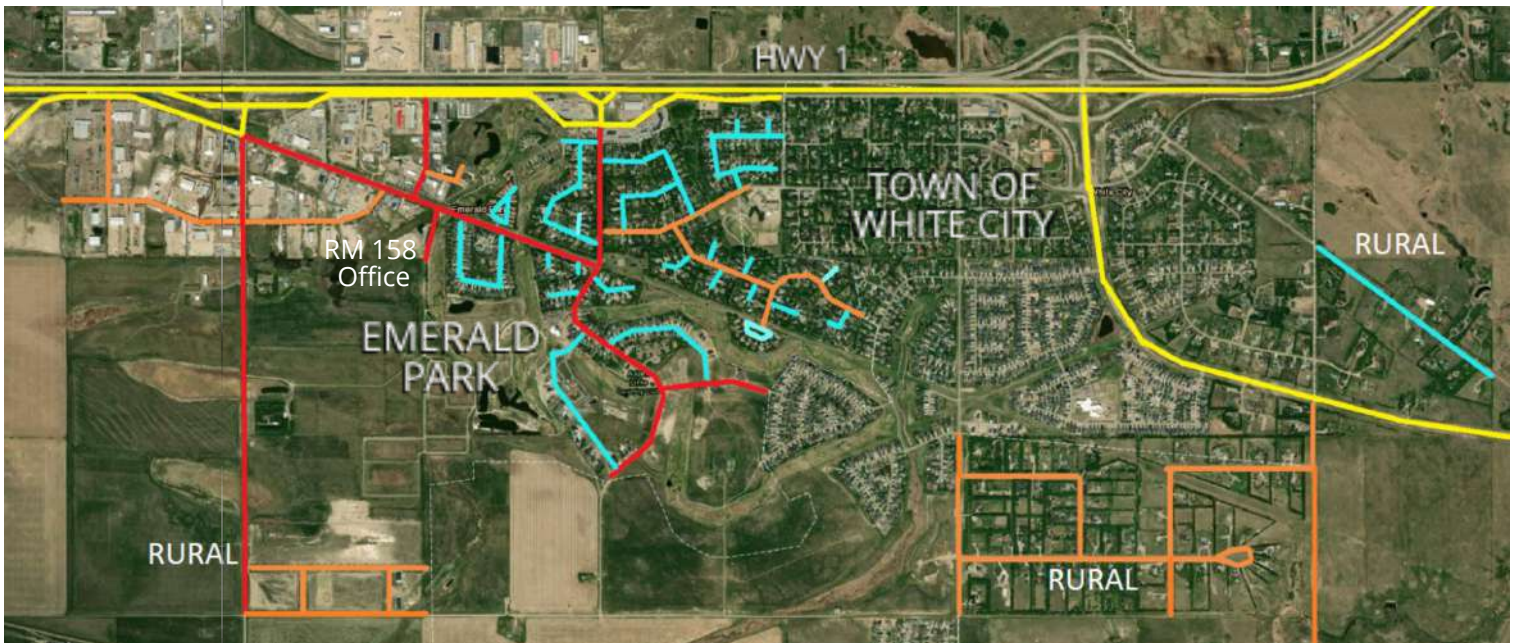 HWY 1
TOWN OF
WHITE CITY
RURAL
RM 158
Office
EMERALD
PARK
RURAL
RURAL